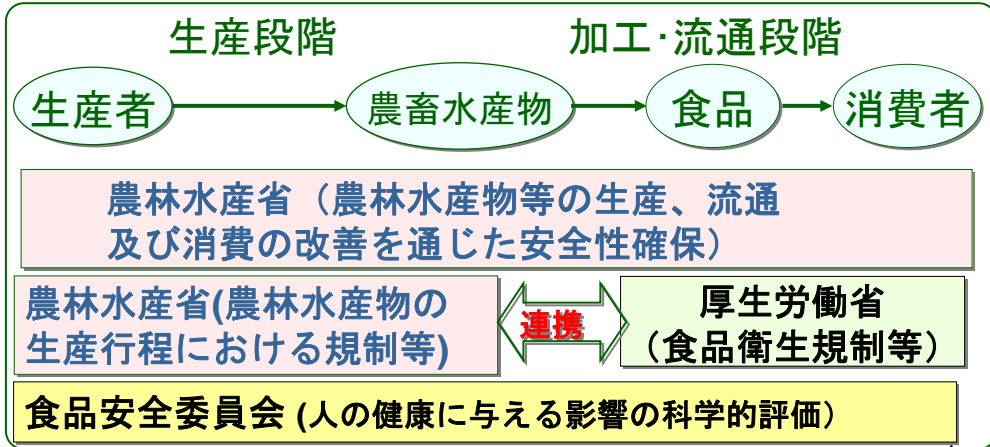 生産段階
加工・流通段階
生産者
農畜水産物
食品
消費者
農林水産省（農林水産物等の生産、流通
及び消費の改善を通じた安全性確保）
農林水産省(農林水産物の
生産行程における規制等)
連携
厚生労働省
（食品衛生規制等）
食品安全委員会 (人の健康に与える影響の科学的評価）